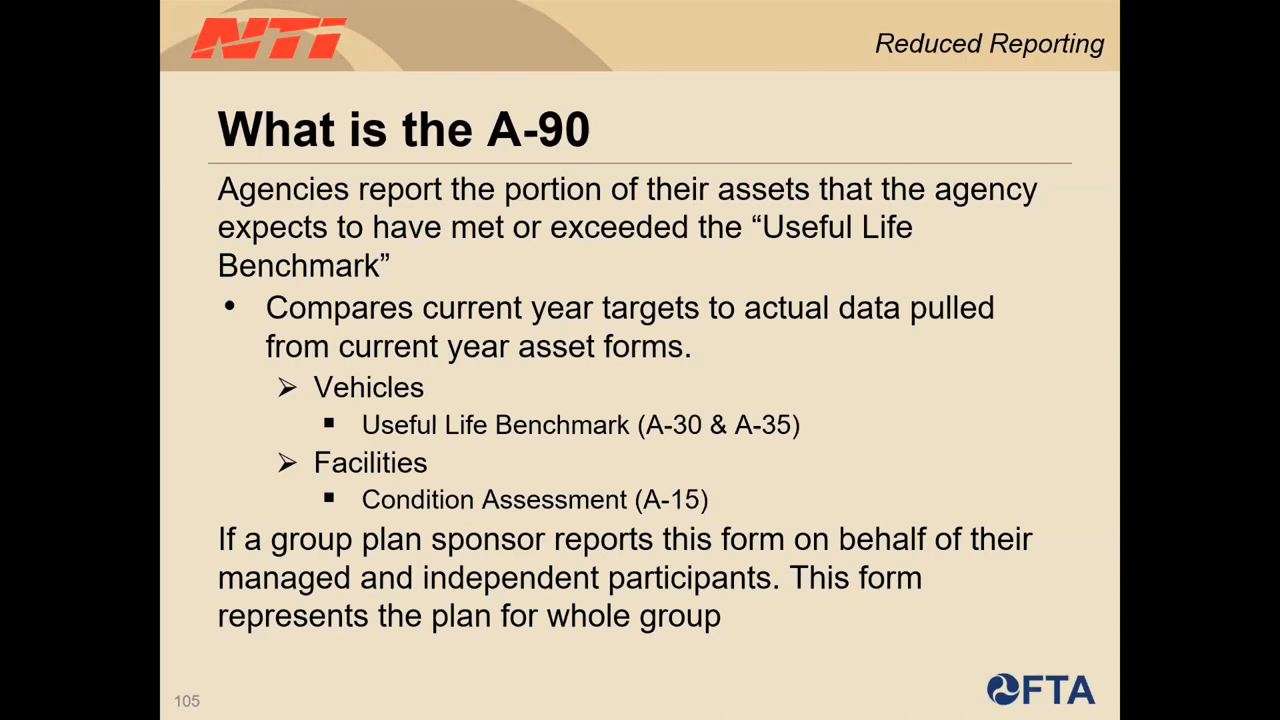 NTI
Reduced Reporting
What is the A-90
Agencies report the portion of their assets that the agency
expects to have met or exceeded the “Useful Life
Benchmark”
• Compares current year targets to actual data pulled
from current year asset forms.
➢ Vehicles
▪ Useful Life Benchmark (A-30 & A-35)
➢ Facilities
▪ Condition Assessment (A-15)
If a group plan sponsor reports this form on behalf of their
managed and independent participants. This form
represents the plan for whole group
105
FTA